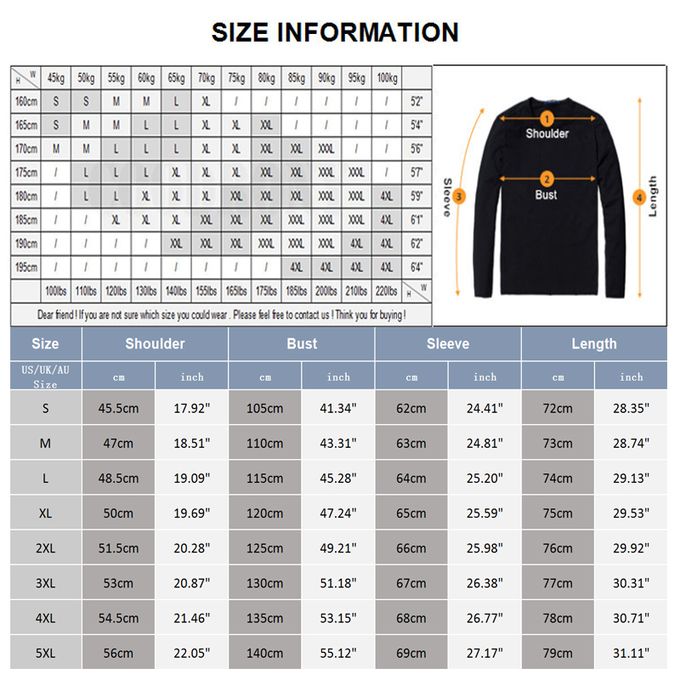 SIZE INFORMATION
H W 45kg 50kg 55kg 60kg 65kg 70kg 75kg 80kg 85kg 90kg 95kg 100kg
160cm S S M M L XL / / / / / / 5'2"
165cm S M M L L XL XL XXL / / / / 5'4"
170cm M M L L L XL XL XXL XXL XXXL / / 5'6"
175cm / L L L XL XL XL XXL XXL XXXL XXXL / 5'7"
180cm / L L XL XL XL XXL XXL XXL XXXL XXXL 4XL 5'9"
185cm / / XL XL XL XXL XXL XXL XXXL XXXL XXXL 4XL 6'1"
190cm / / / / XXL XXL XXL XXXL XXXL XXXL 4XL 4XL 6'2"
195cm / / / / / / / / 4XL 4XL 4XL 4XL 6'4"
100lbs 110lbs 120lbs 130lbs 140lbs 155lbs 165lbs 175lbs 185lbs 200lbs 210lbs 220lbs H W
Dear friend ! If you are not sure which size you could wear . Please feel free to contact us ! Think you for buying !
1
Shoulder
2
Bust
Sleeve
3
4
Length
Size Shoulder Bust Sleeve Length
US/UK/AU
Size
cm inch cm inch cm inch cm inch
S 45.5cm 17.92" 105cm 41.34" 62cm 24.41" 72cm 28.35"
M 47cm 18.51" 110cm 43.31" 63cm 24.81" 73cm 28.74"
L 48.5cm 19.09" 115cm 45.28" 64cm 25.20" 74cm 29.13"
XL 50cm 19.69" 120cm 47.24" 65cm 25.59" 75cm 29.53"
2XL 51.5cm 20.28" 125cm 49.21" 66cm 25.98" 76cm 29.92"
3XL 53cm 20.87" 130cm 51.18" 67cm 26.38" 77cm 30.31"
4XL 54.5cm 21.46" 135cm 53.15" 68cm 26.77" 78cm 30.71"
5XL 56cm 22.05" 140cm 55.12" 69cm 27.17" 79cm 31.11"